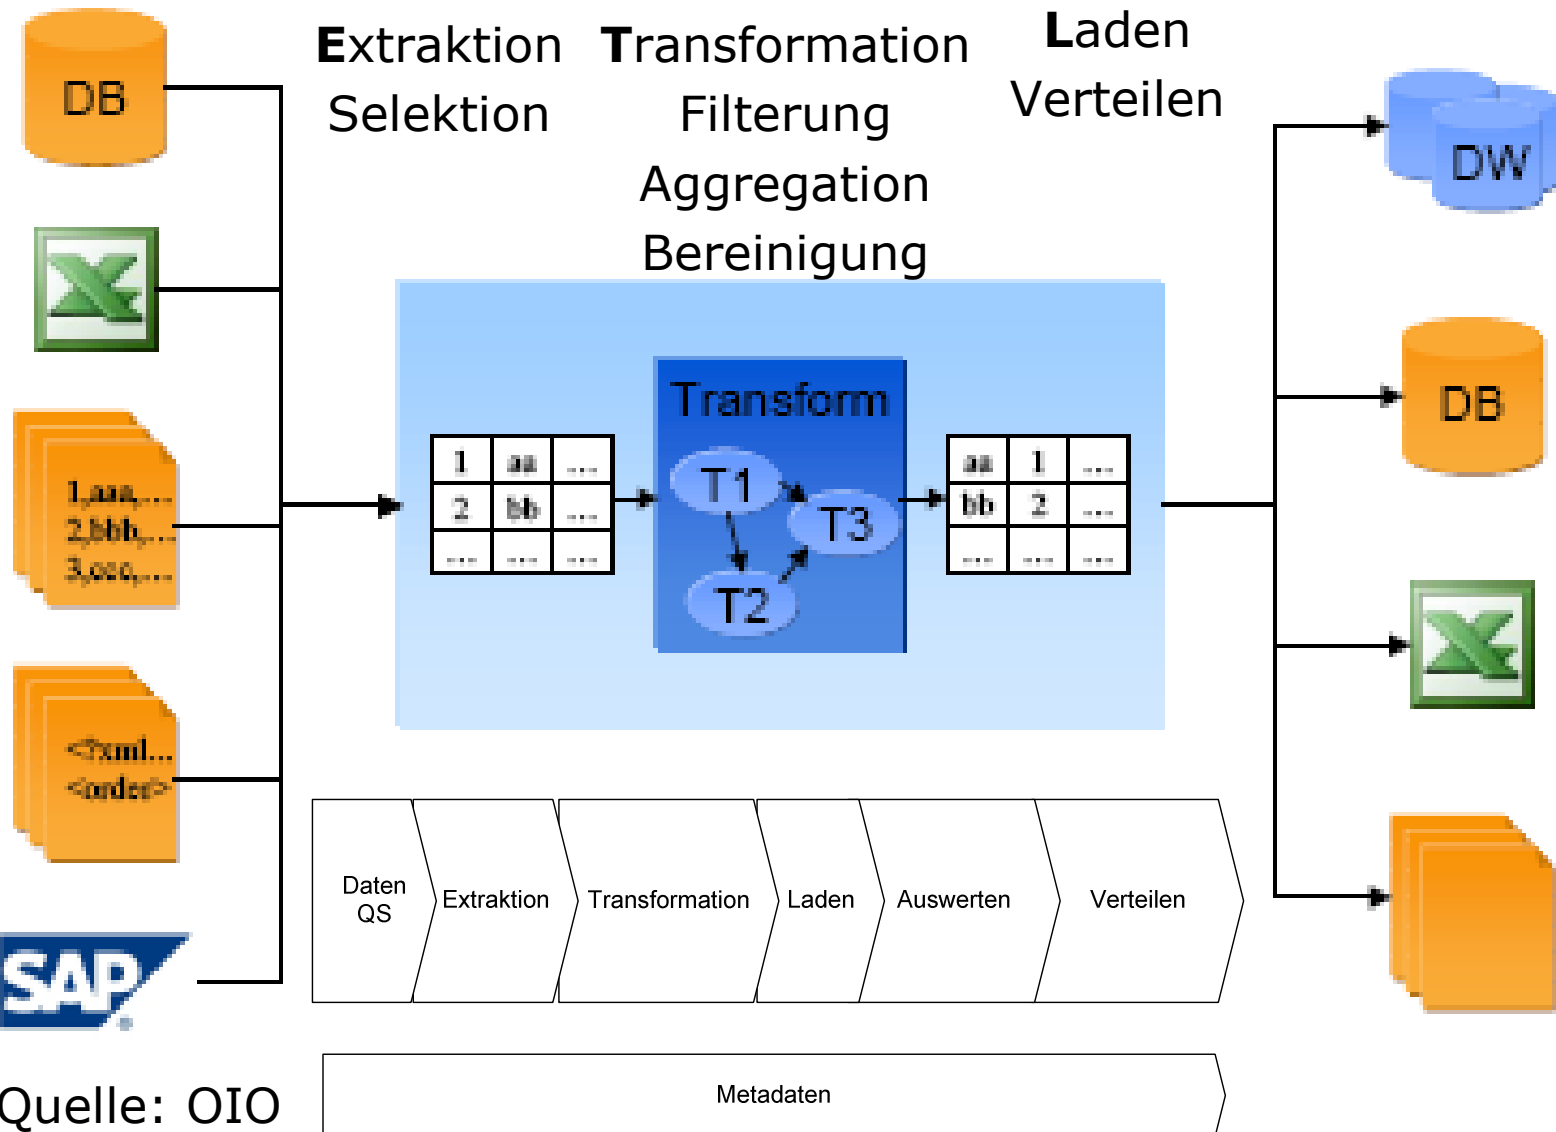 Extraktion
Selektion
Transformation
Filterung
Aggregation
Bereinigung
Laden
Verteilen
DB
1,aaa,...
2,bbb,...
3,ccc,...
<?xml...
<order>
SAP
®
1 aa ...
2 bb ...
... ... ...
Transform
T1
T3
T2
aa 1 ...
bb 2 ...
... ... ...
DW
DB
Daten
QS
Extraktion
Transformation
Laden
Auswerten
Verteilen
Metadaten
Quelle: OIO